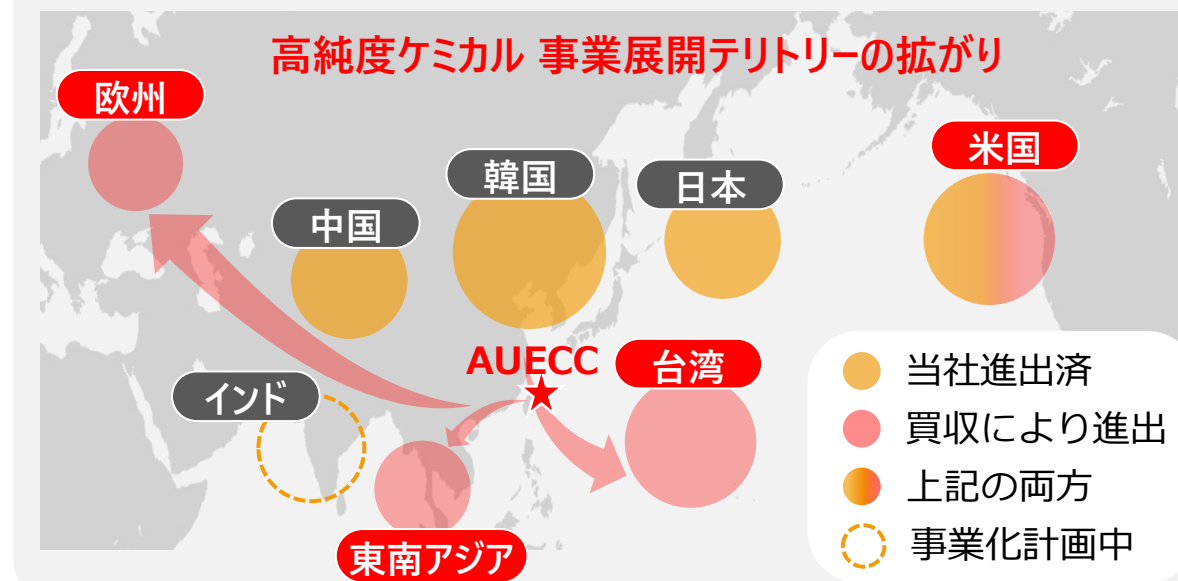 高純度ケミカル 事業展開テリトリーの拡がり
欧州
米国
韓国
日本
中国
AUECC
台湾
インド
東南アジア
当社進出済
買収により進出
上記の両方
事業化計画中